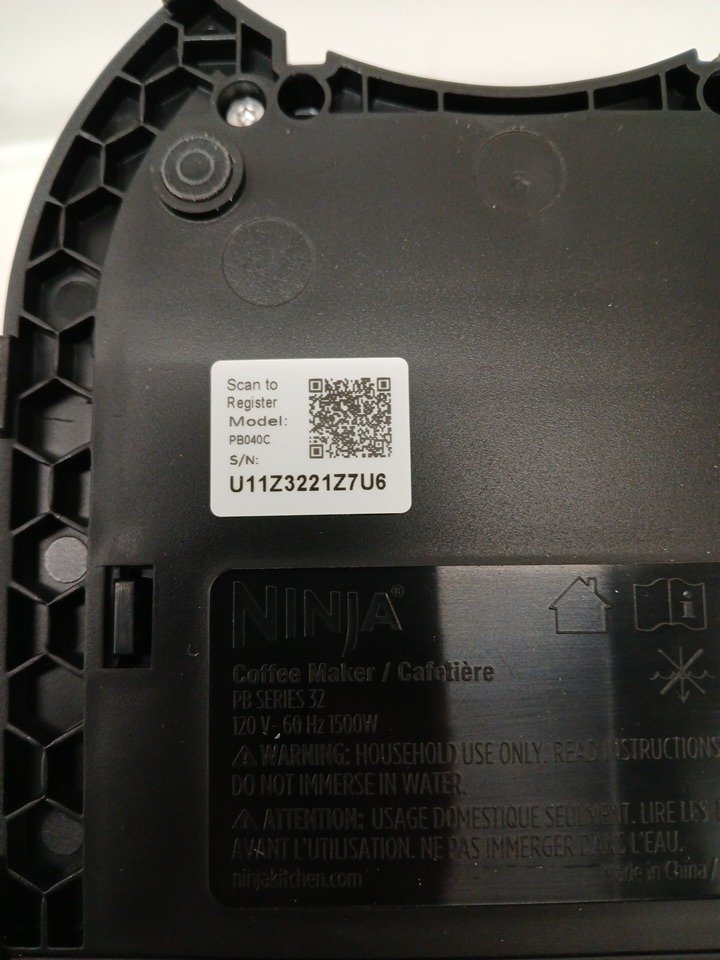 Scan to
Register
Model:
PB040C
S/N:
U11Z3221Z7U6
NINJA®
Coffee Maker / Cafetière
PB SERIES 32
120 V~ 60 Hz 1500W
⚠ WARNING: HOUSEHOLD USE ONLY. READ INSTRUCTIONS
DO NOT IMMERSE IN WATER.
⚠ ATTENTION: USAGE DOMESTIQUE SEULMENT. LIRE LES
AVANT L'UTILISATION. NE PAS IMMERGER DANS L'EAU.
ninjakitchen.com Made in China /